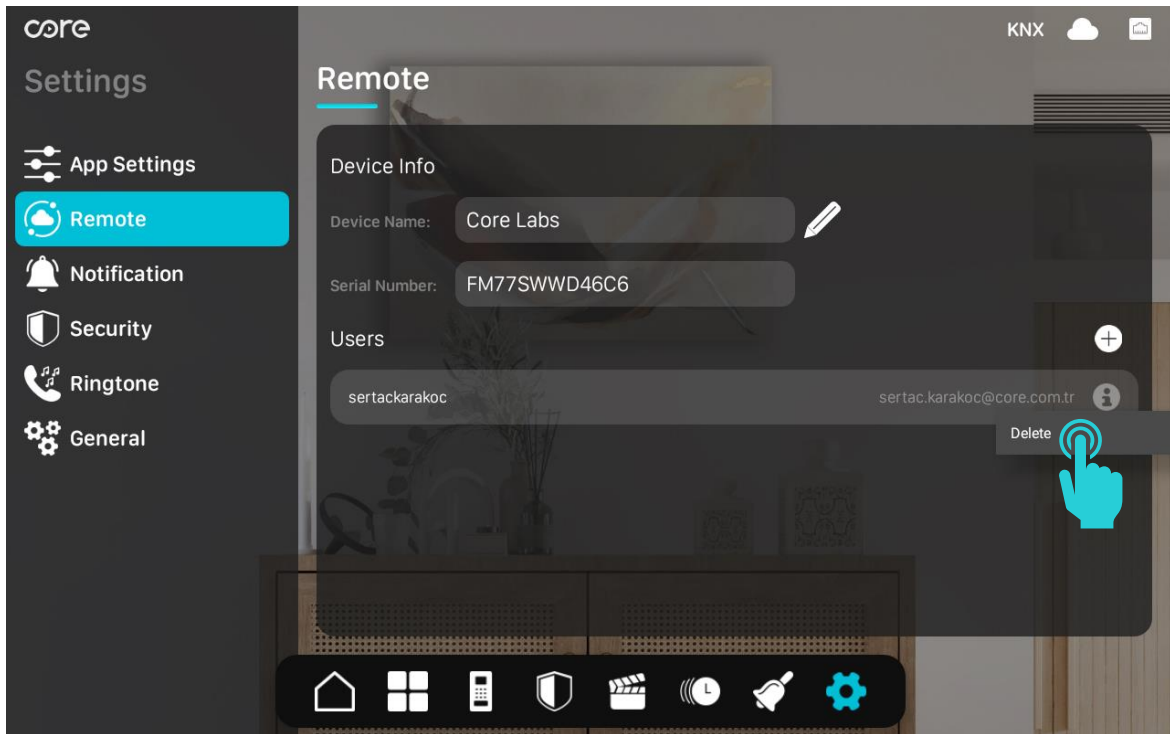 core
KNX
Settings
Remote
App Settings
Remote
Notification
Security
Ringtone
General
Device Info
Device Name: Core Labs
Serial Number: FM77SWWD46C6
Users
sertackarakoc sertac.karakoc@core.com.tr
Delete